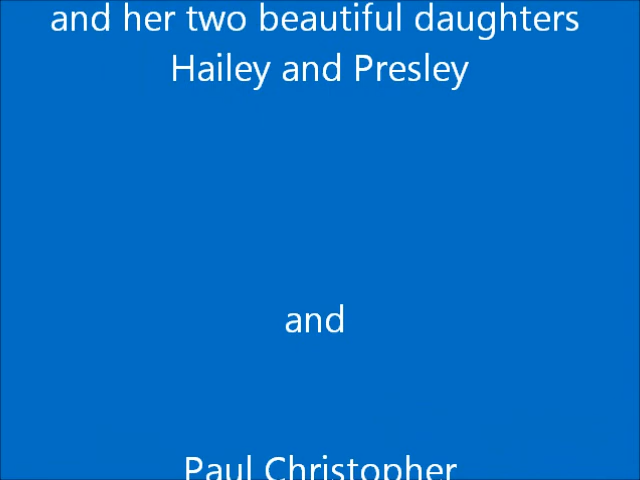 and her two beautiful daughters
Hailey and Presley
and
Paul Christopher